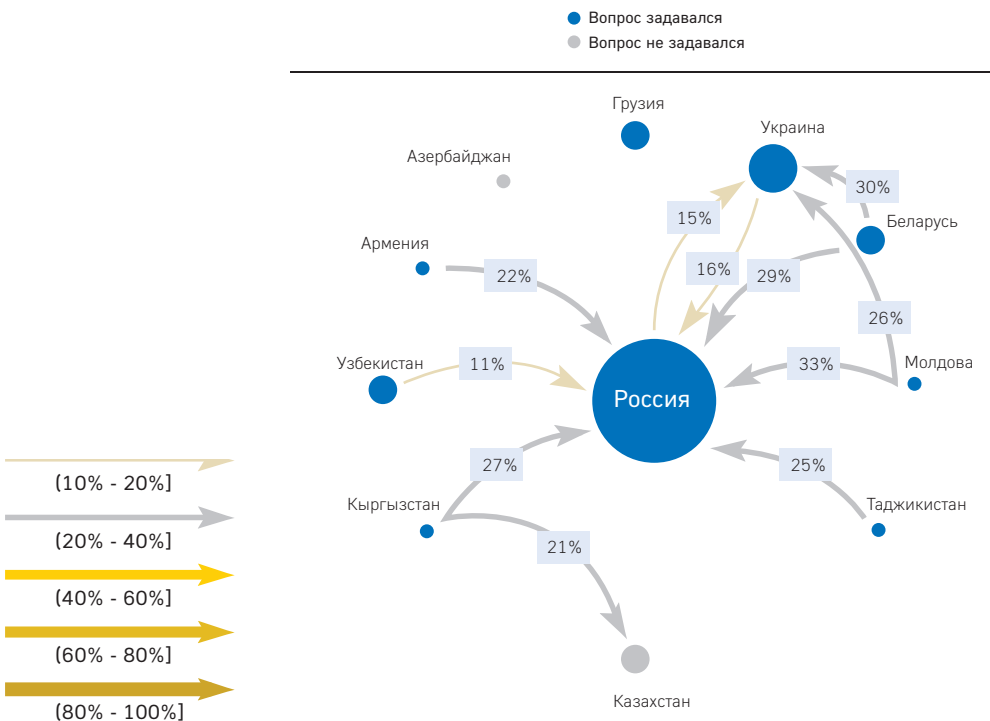 Вопрос задавался
Вопрос не задавался
Грузия
Украина
Азербайджан
30%
15%
Беларусь
Армения
16%
29%
22%
26%
Узбекистан
11%
33%
Молдова
Россия
27%
25%
(10% - 20%]
Кыргызстан
Таджикистан
(20% - 40%]
21%
(40% - 60%]
(60% - 80%]
Казахстан
(80% - 100%]